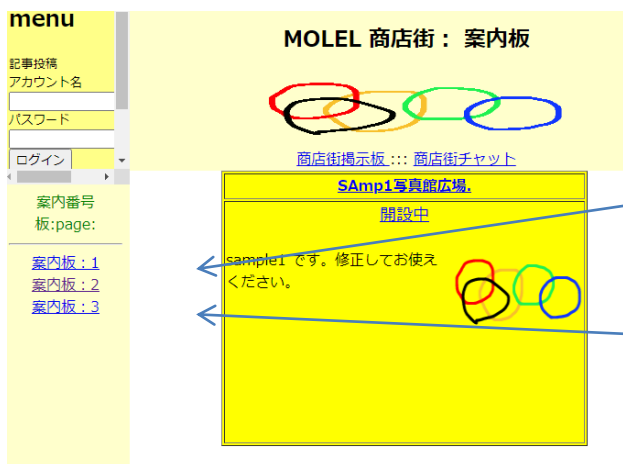 menu
記事投稿
アカウント名
パスワード
ログイン
案内番号
板:page:
案内板：1
案内板：2
案内板：3
MOLEL 商店街： 案内板
商店街掲示板 ::: 商店街チャット
SAmp1写真館広場.
開設中
sample1 です。修正してお使え
ください。